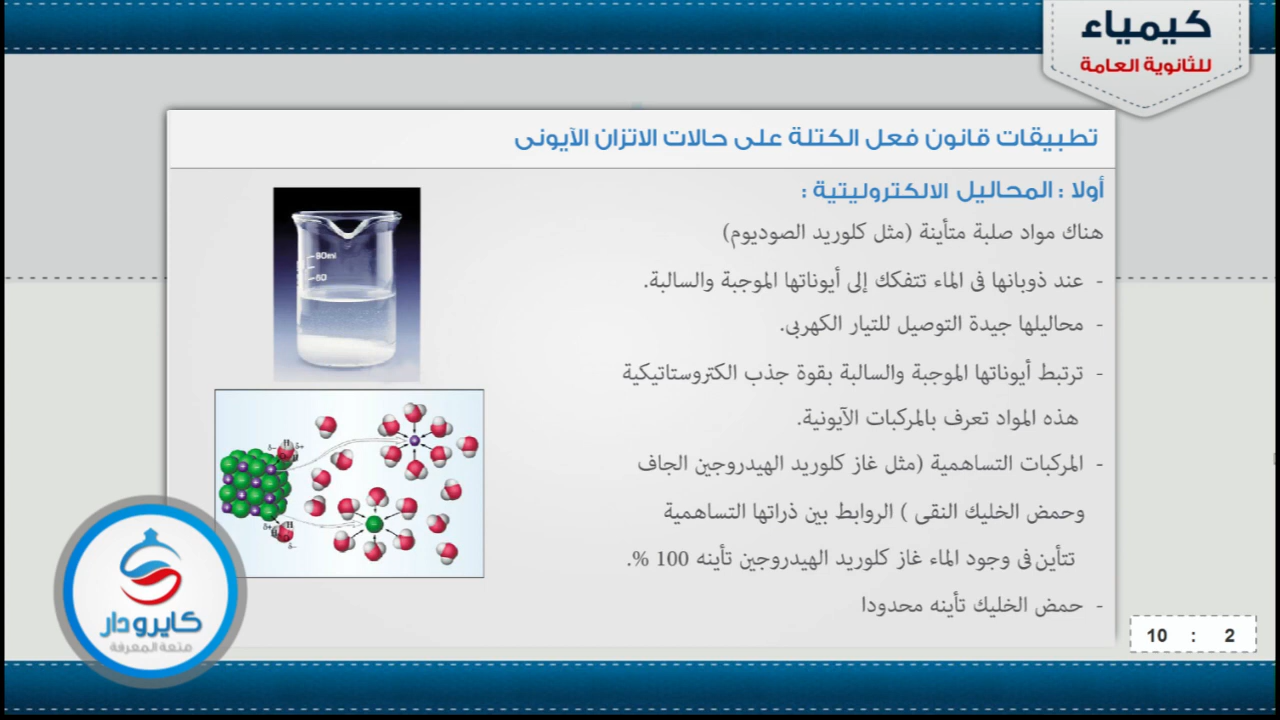 كيمياء
للثانوية العامة
تطبيقات قانون فعل الكتلة على حالات الاتزان الآيونى
أولا : المحاليل الالكتروليتية :
هناك مواد صلبة متأينة (مثل كلوريد الصوديوم)
- عند ذوبانها فى الماء تتفكك إلى أيوناتها الموجبة والسالبة.
- محاليلها جيدة التوصيل للتيار الكهربى.
- ترتبط أيوناتها الموجبة والسالبة بقوة جذب الكتروستاتيكية
هذه المواد تعرف بالمركبات الآيونية.
- المركبات التساهمية (مثل غاز كلوريد الهيدروجين الجاف
وحمض الخليك النقى ) الروابط بين ذراتها التساهمية
تتأين فى وجود الماء غاز كلوريد الهيدروجين تأينه 100 %.
- حمض الخليك تأينه محدودا
80ml
60
δ–
H
δ+
δ+
H
δ–
كايرودار
متعة المعرفة
10 : 2